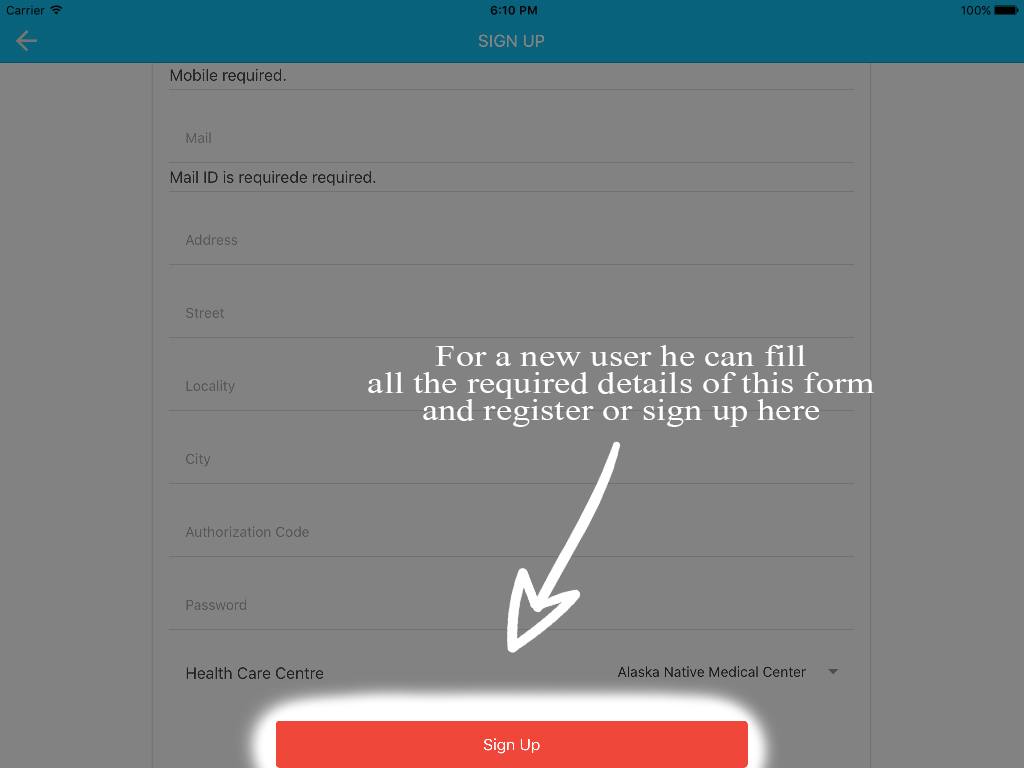 Carrier 6:10 PM 100%
SIGN UP
Mobile required.
Mail
Mail ID is requirede required.
Address
Street
For a new user he can fill
all the required details of this form
and register or sign up here
Locality
City
Authorization Code
Password
Health Care Centre Alaska Native Medical Center
Sign Up